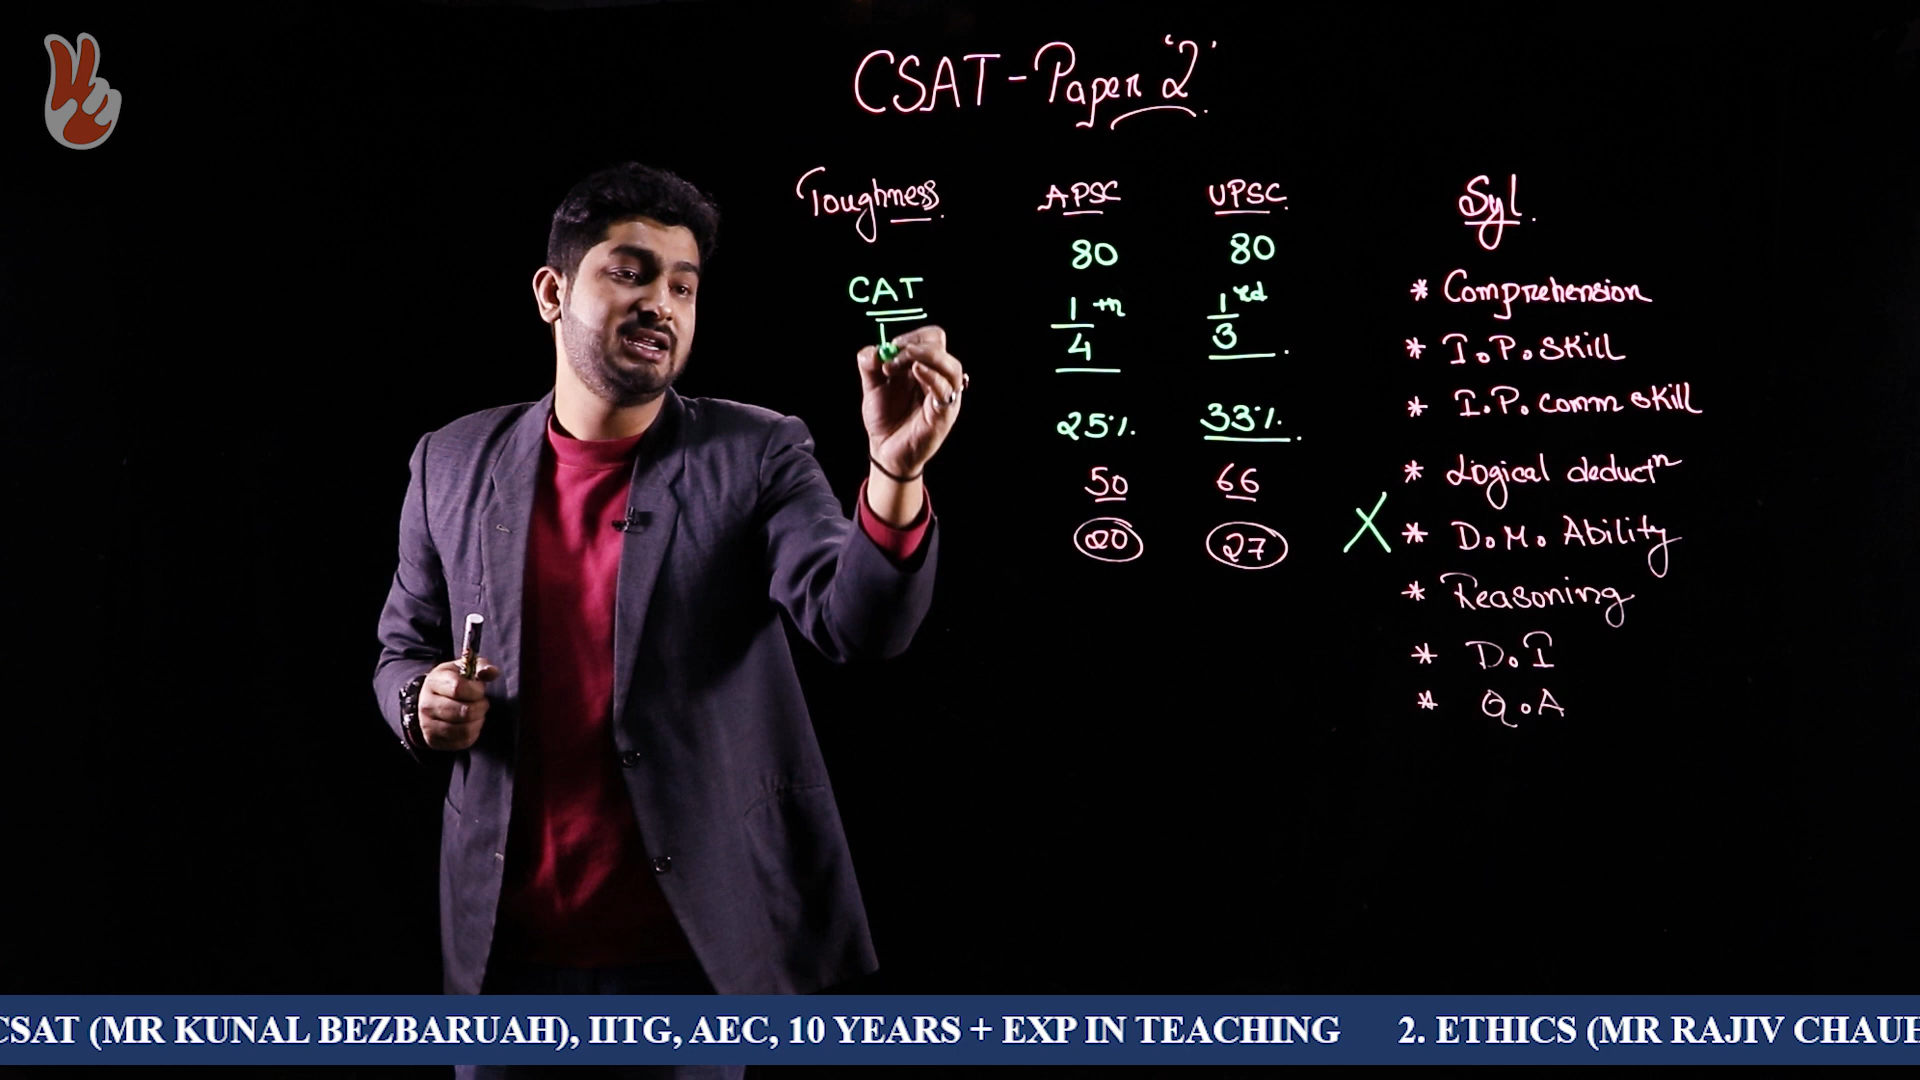 CSAT - Paper '2'.
Toughness.
CAT
APSC
80
1/4 th
25%.
50
20
UPSC.
80
1/3 rd.
33%.
66
27
Syl.
* Comprehension
* I.P. Skill
* I.P. comm skill
* Logical deductn
X * D.M. Ability
* Reasoning
* D.I
* Q.A
CSAT (MR KUNAL BEZBARUAH), IITG, AEC, 10 YEARS + EXP IN TEACHING 2. ETHICS (MR RAJIV CHAUH